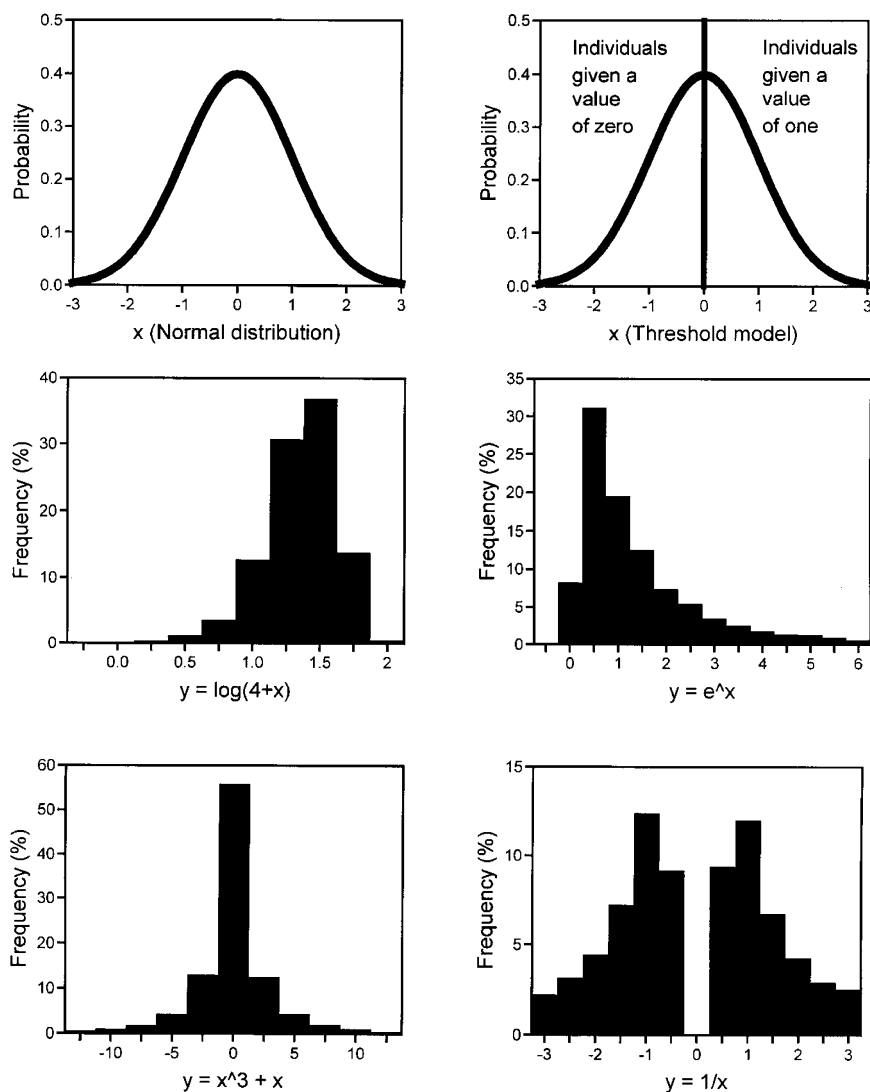 0.5
0.4
0.3
0.2
0.1
0.0
Probability
-3 -2 -1 0 1 2 3
x (Normal distribution)
0.5
0.4
0.3
0.2
0.1
0.0
Probability
Individuals
given a
value
of zero
Individuals
given a
value
of one
-3 -2 -1 0 1 2 3
x (Threshold model)
40
30
20
10
0
Frequency (%)
0.0 0.5 1.0 1.5 2
y = log(4+x)
35
30
25
20
15
10
5
0
Frequency (%)
0 1 2 3 4 5 6
y = e^x
60
50
40
30
20
10
0
Frequency (%)
-10 -5 0 5 10
y = x^3 + x
15
10
5
0
Frequency (%)
-3 -2 -1 0 1 2 3
y = 1/x